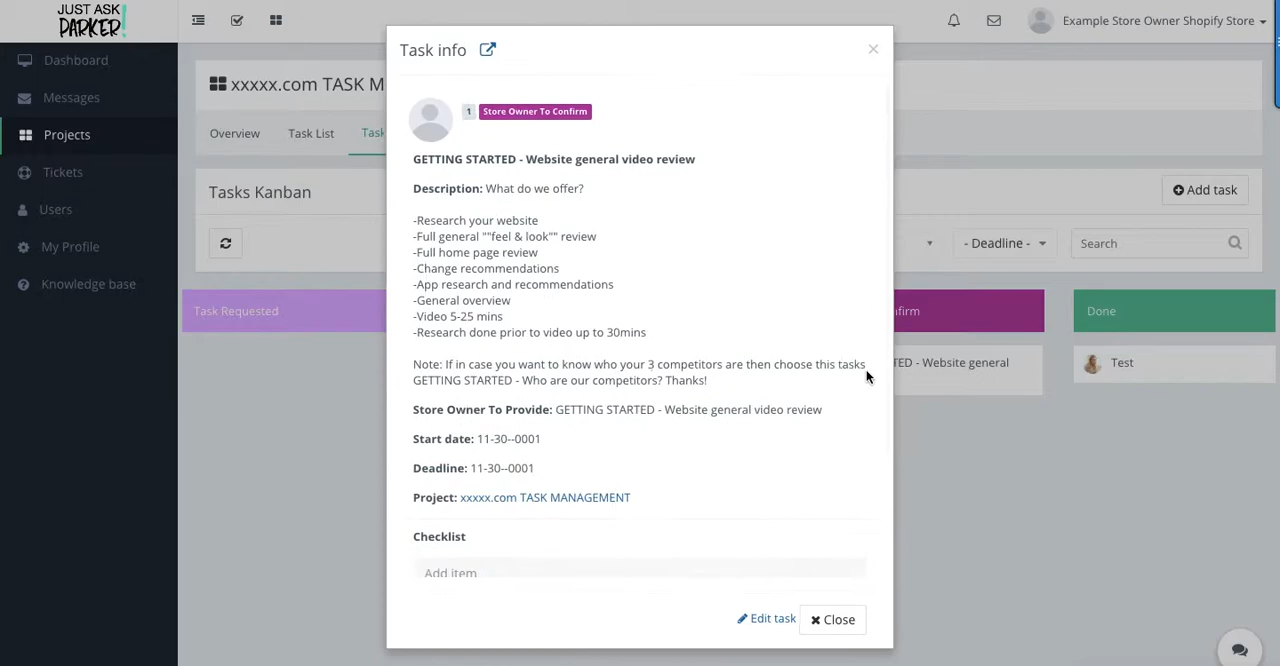 JUST ASK
PARKER!
Example Store Owner Shopify Store
Dashboard
Messages
Projects
Tickets
Users
My Profile
Knowledge base
xxxxx.com TASK M
Overview
Task List
Task
Tasks Kanban
Add task
- Deadline -
Search
Task Requested
firm
Done
TED - Website general
Test
Task info
1
Store Owner To Confirm
GETTING STARTED - Website general video review
Description: What do we offer?
-Research your website
-Full general ""feel & look"" review
-Full home page review
-Change recommendations
-App research and recommendations
-General overview
-Video 5-25 mins
-Research done prior to video up to 30mins
Note: If in case you want to know who your 3 competitors are then choose this tasks
GETTING STARTED - Who are our competitors? Thanks!
Store Owner To Provide: GETTING STARTED - Website general video review
Start date: 11-30--0001
Deadline: 11-30--0001
Project: xxxxx.com TASK MANAGEMENT
Checklist
Add item
Edit task
Close